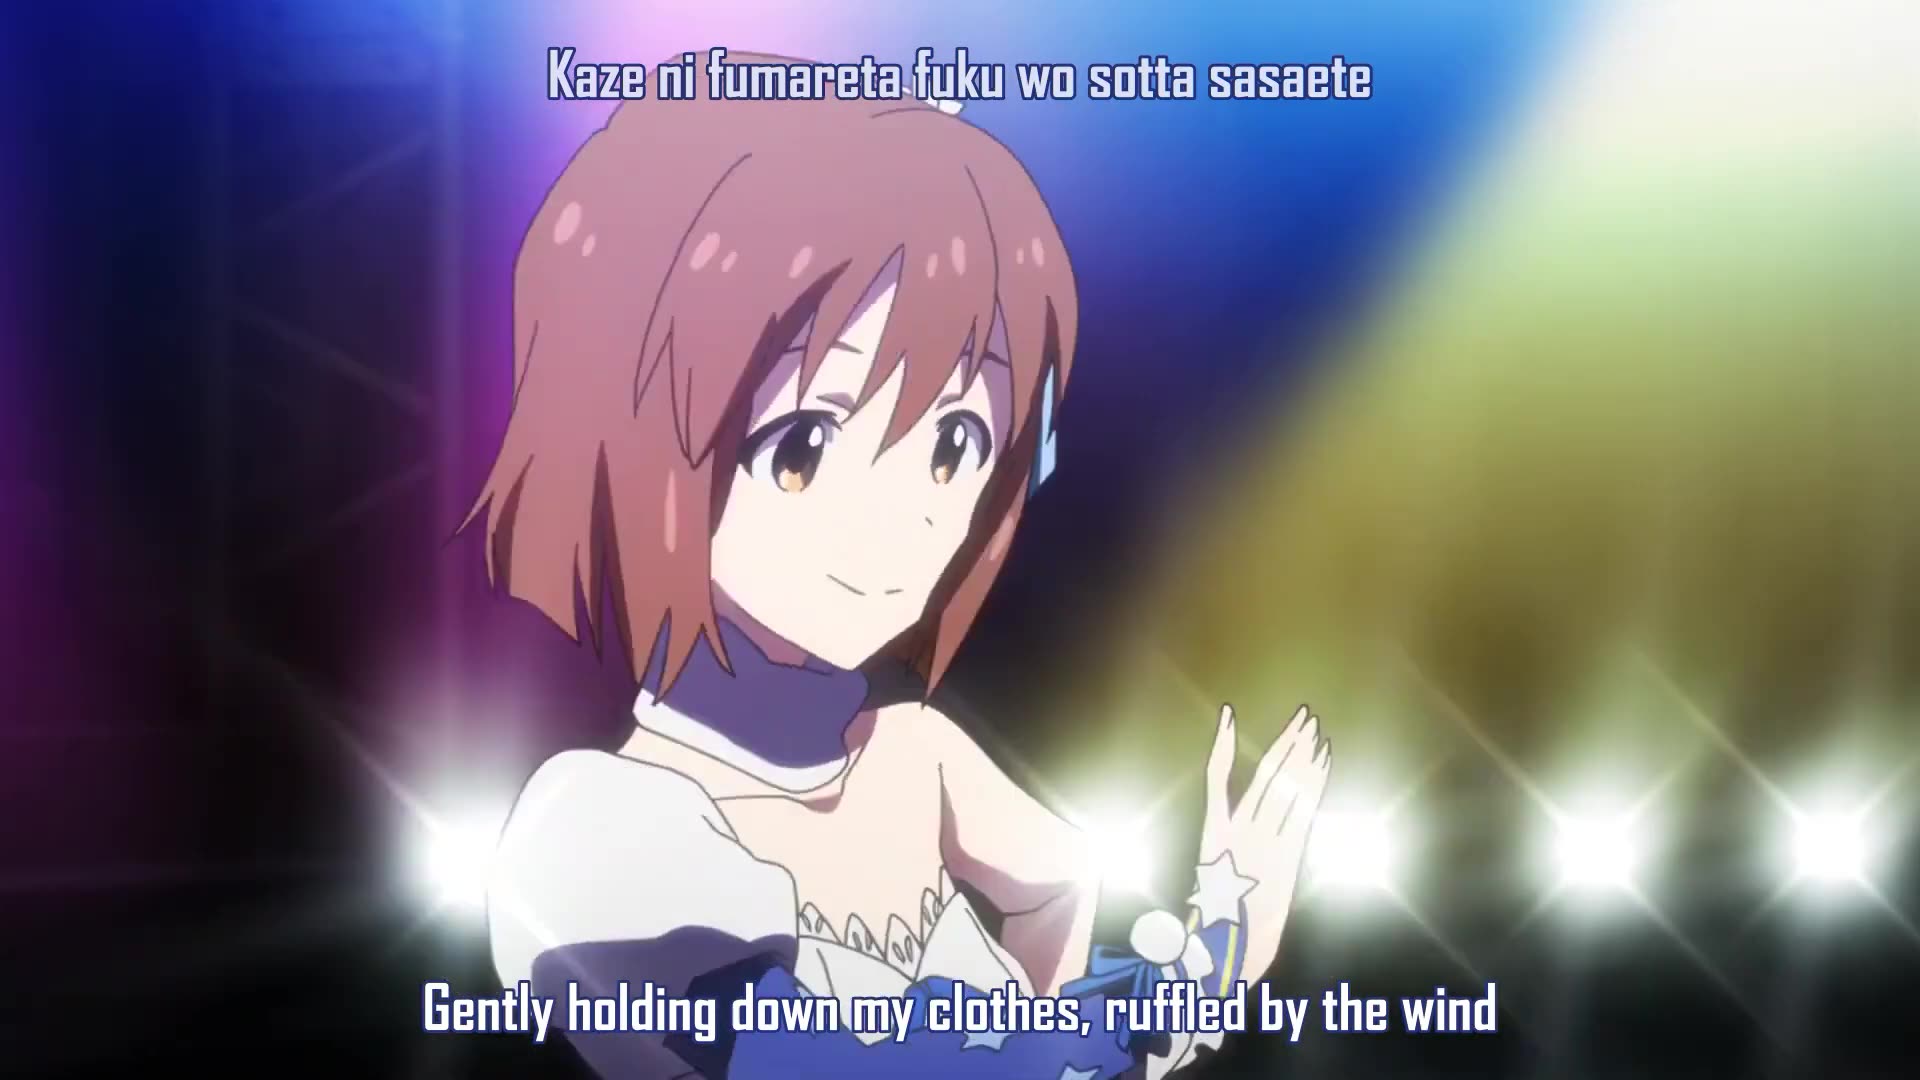 Kaze ni fumareta fuku wo sotta sasaete
Gently holding down my clothes, ruffled by the wind